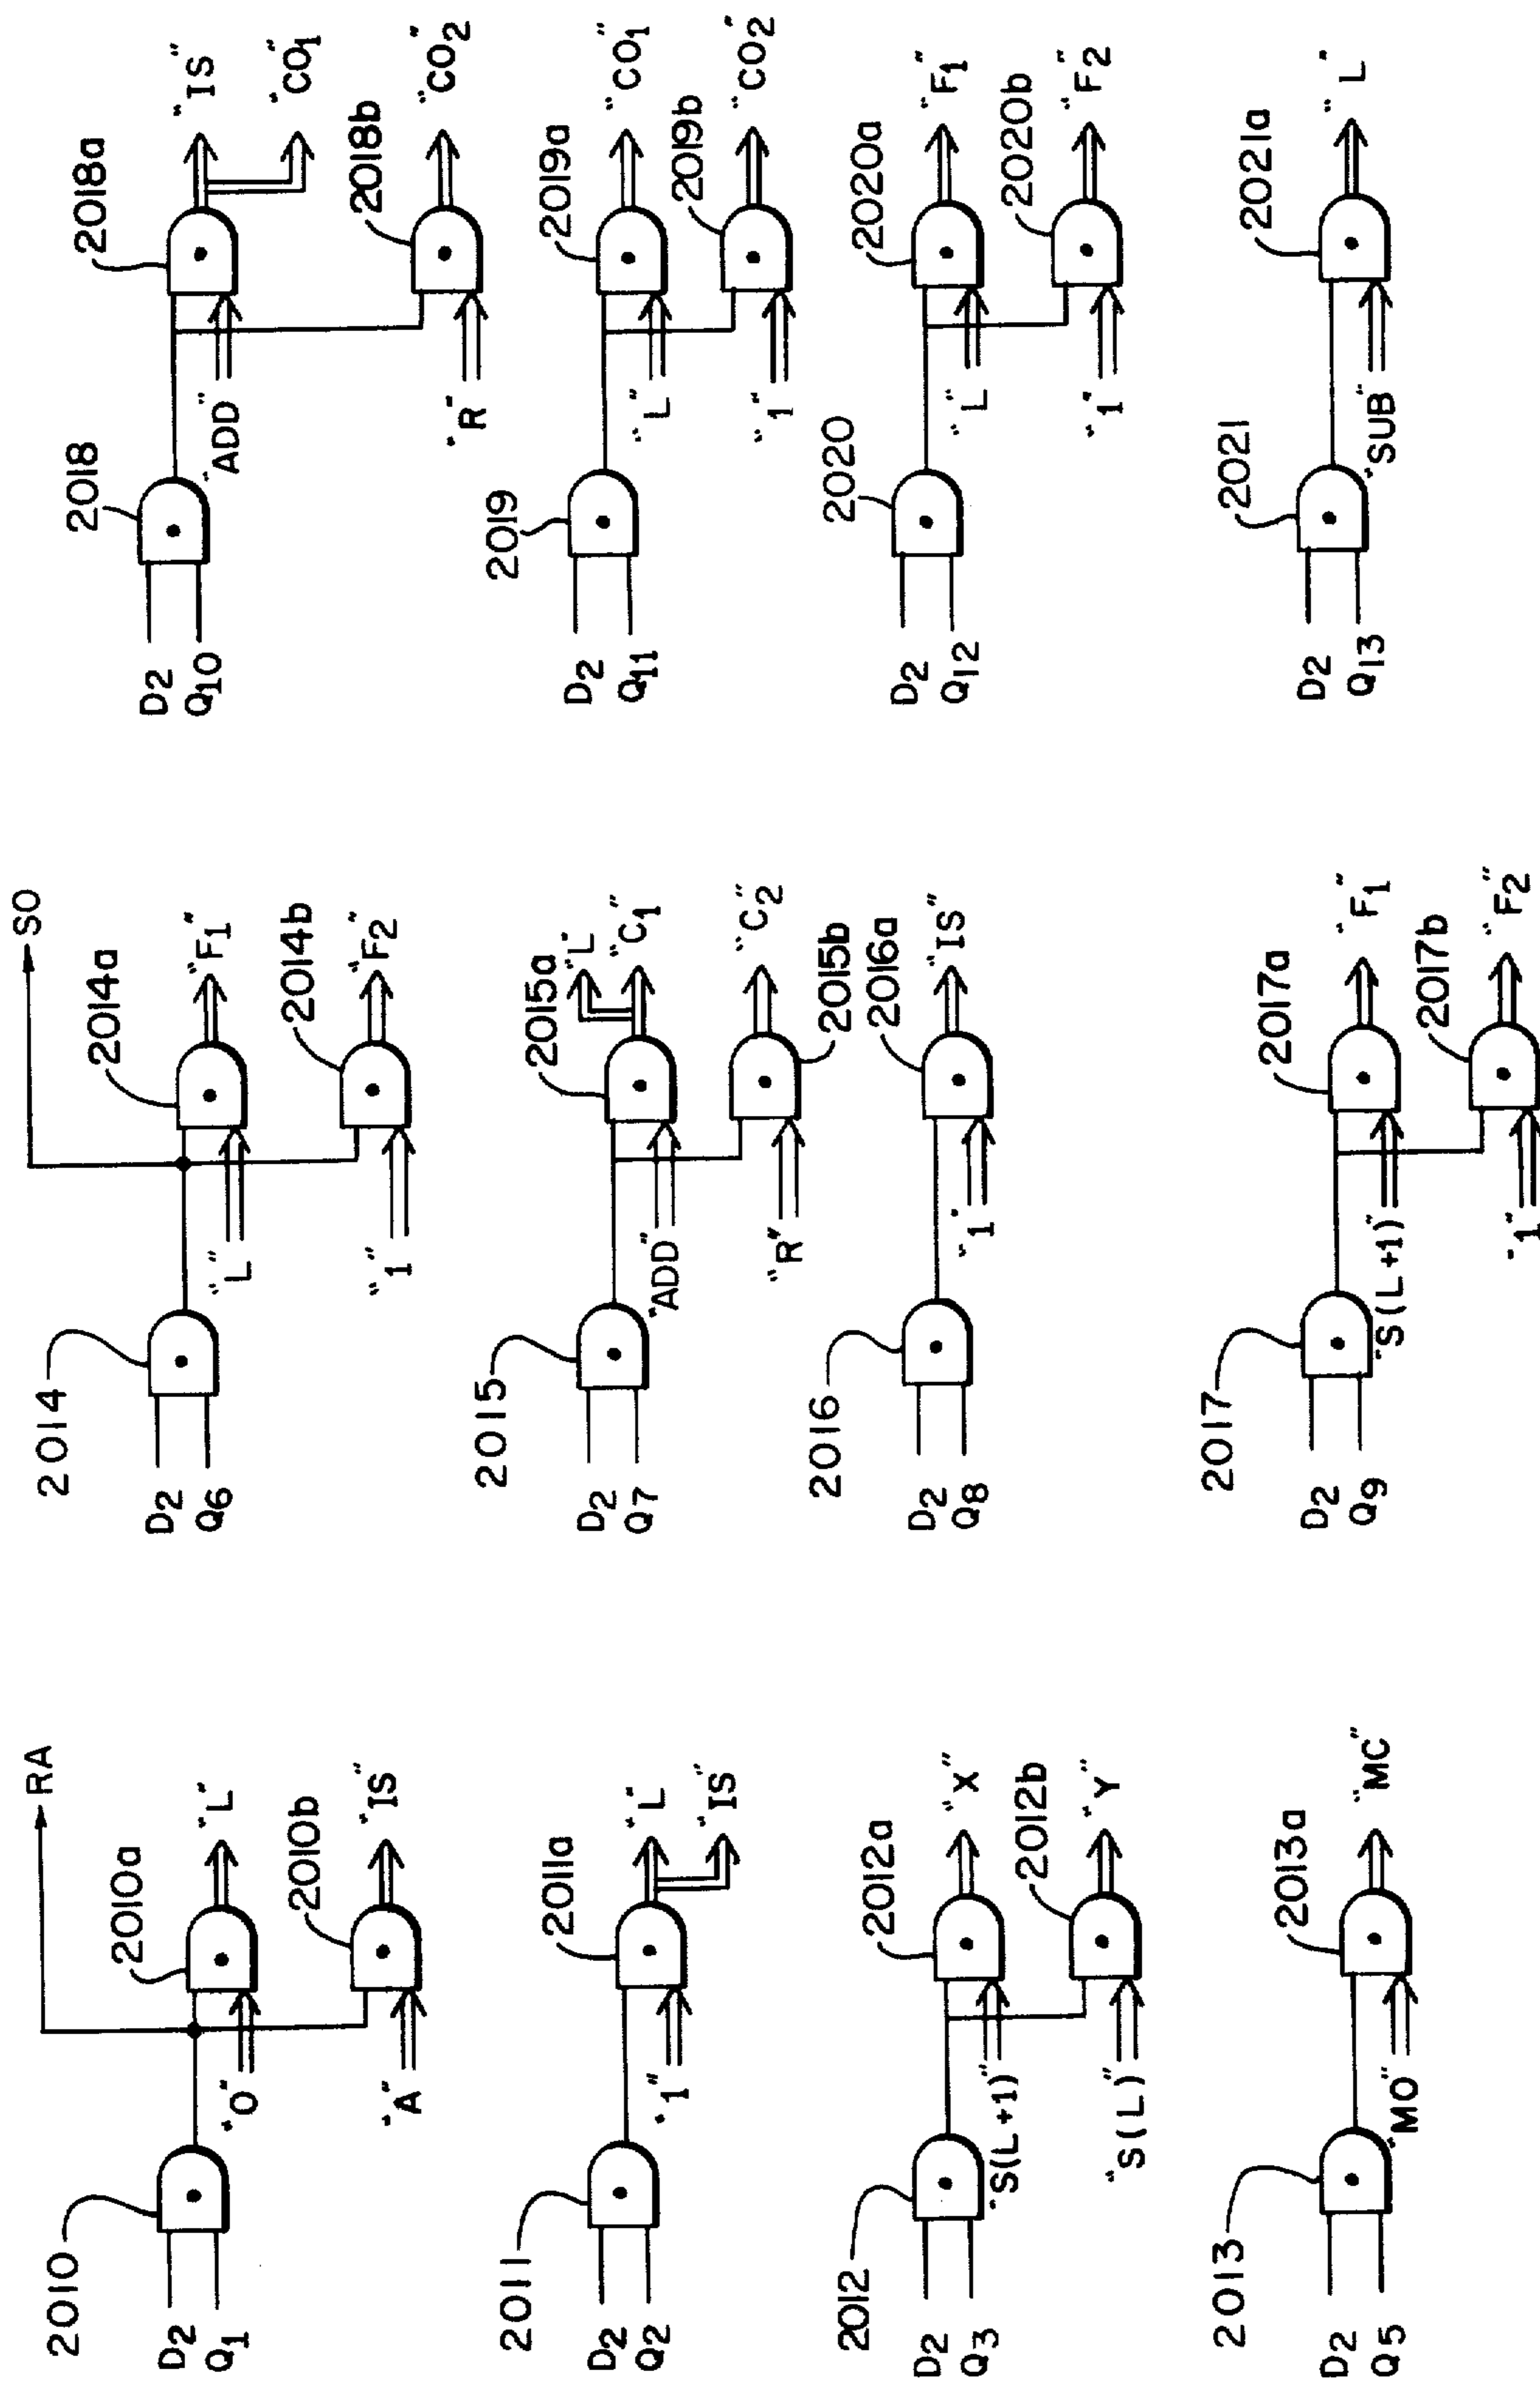 RA
2010
2010a
D2
Q1
"O"
"L"
2010b
"A"
"IS"
2011
2011a
D2
Q2
"1"
"L"
"IS"
2012
2012a
D2
Q3
"S(L+1)"
"X"
2012b
"S(L)"
"Y"
2013
2013a
D2
Q5
"MO"
"MC"
SO
2014
2014a
D2
Q6
"L"
"F1"
2014b
"1"
"F2"
2015
2015a
D2
Q7
"ADD"
"L"
"C1"
"R"
"C2"
2015b
2016
2016a
D2
Q8
"1"
"IS"
2017
2017a
D2
Q9
"S(L+1)"
"F1"
2017b
"1"
"F2"
2018
2018a
D2
Q10
"ADD"
"IS"
"CO1"
2018b
"R"
"CO2"
2019
2019a
D2
Q11
"L"
"CO1"
2019b
"1"
"CO2"
2020
2020a
D2
Q12
"L"
"F1"
2020b
"1"
"F2"
2021
2021a
D2
Q13
"SUB"
"L"